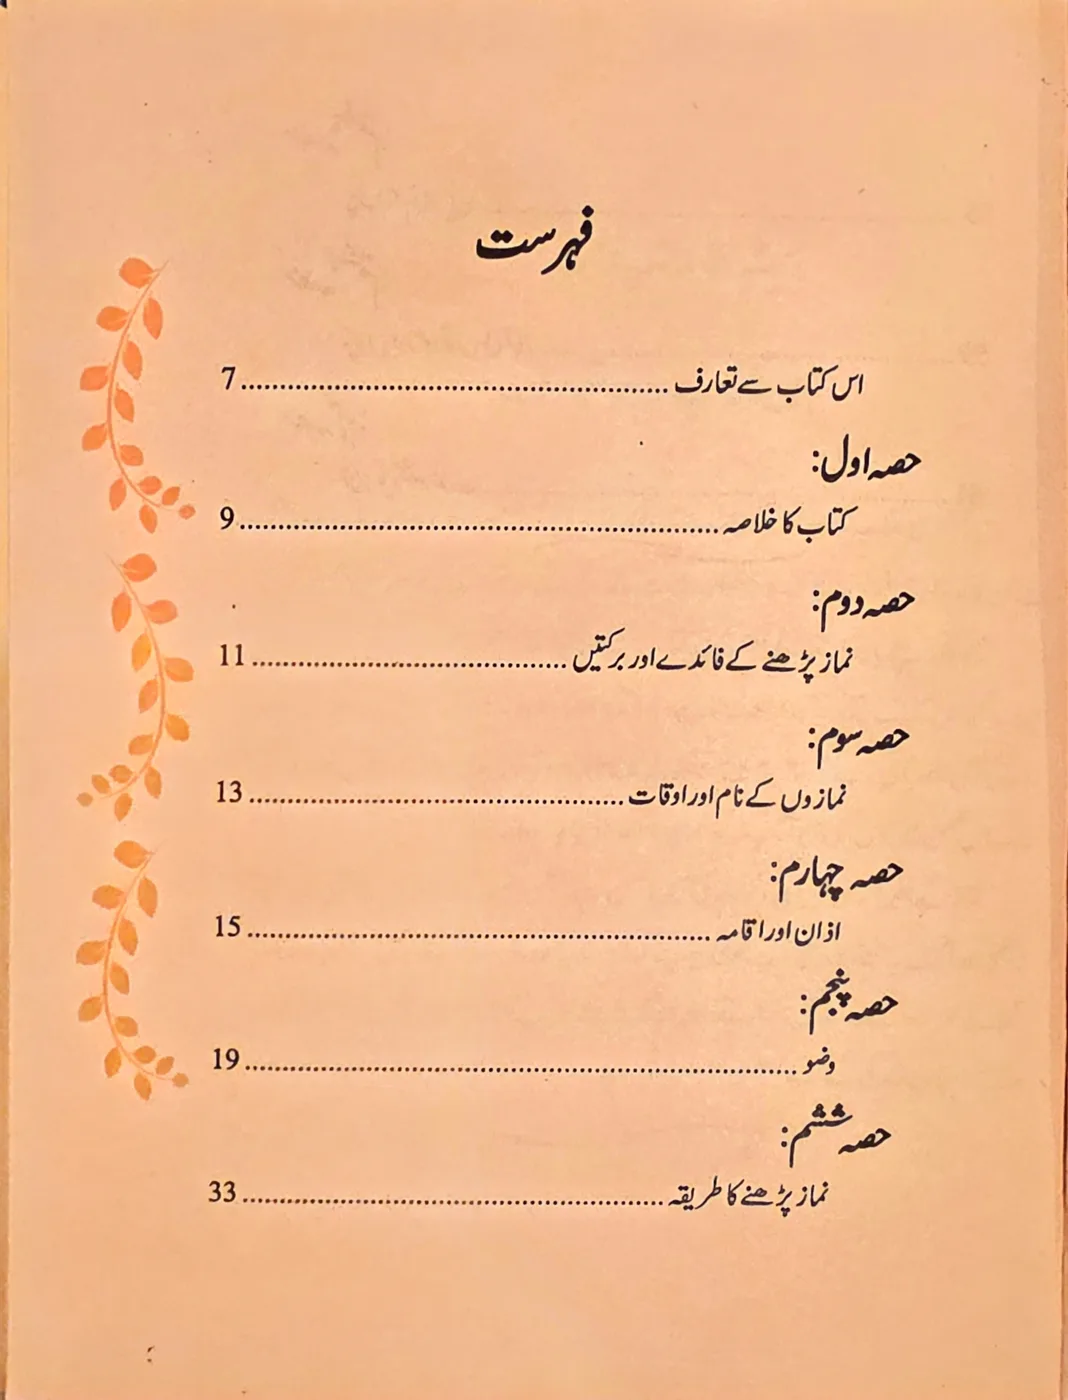 فہرست
اس کتاب سے تعارف ........................................ 7
حصہ اول:
کتاب کا خلاصہ ........................................ 9
حصہ دوم:
نماز پڑھنے کے فائدے اور برکتیں ........................................ 11
حصہ سوم:
نمازوں کے نام اور اوقات ........................................ 13
حصہ چہارم:
اذان اور اقامہ ........................................ 15
حصہ پنجم:
وضو ........................................ 19
حصہ ششم:
نماز پڑھنے کا طریقہ ........................................ 33